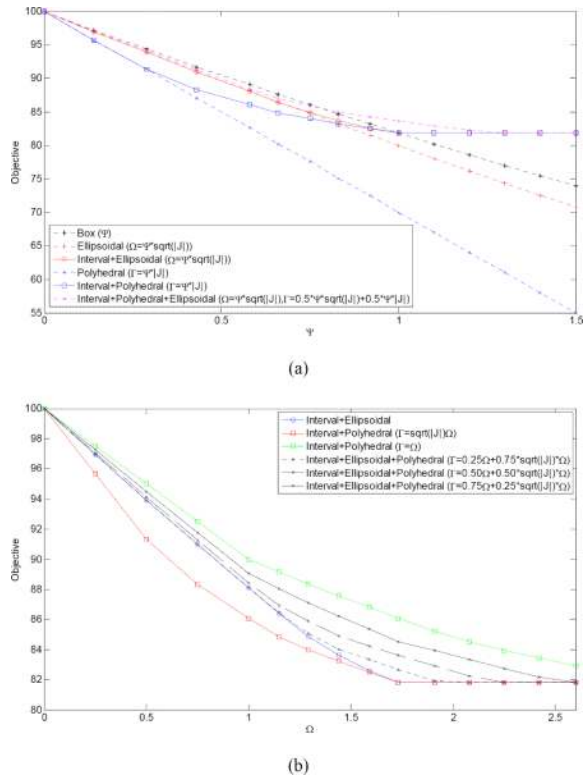 100
95
90
85
80
75
70
65
60
55
Objective
Box (Ψ)
Ellipsoidal (Ω=Ψ*sqrt(|J|))
Interval+Ellipsoidal (Ω=Ψ*sqrt(|J|))
Polyhedral (Γ=Ψ*|J|)
Interval+Polyhedral (Γ=Ψ*|J|)
Interval+Polyhedral+Ellipsoidal (Ω=Ψ*sqrt(|J|),Γ=0.5*Ψ*sqrt(|J|)+0.5*Ψ*|J|)
0 0.5 1 1.5
Ψ
(a)
100
98
96
94
92
90
88
86
84
82
80
Objective
Interval+Ellipsoidal
Interval+Polyhedral (Γ=sqrt(|J|)Ω)
Interval+Polyhedral (Γ=Ω)
Interval+Ellipsoidal+Polyhedral (Γ=0.25Ω+0.75*sqrt(|J|)*Ω)
Interval+Ellipsoidal+Polyhedral (Γ=0.50Ω+0.50*sqrt(|J|)*Ω)
Interval+Ellipsoidal+Polyhedral (Γ=0.75Ω+0.25*sqrt(|J|)*Ω)
0 0.5 1 1.5 2 2.5
Ω
(b)